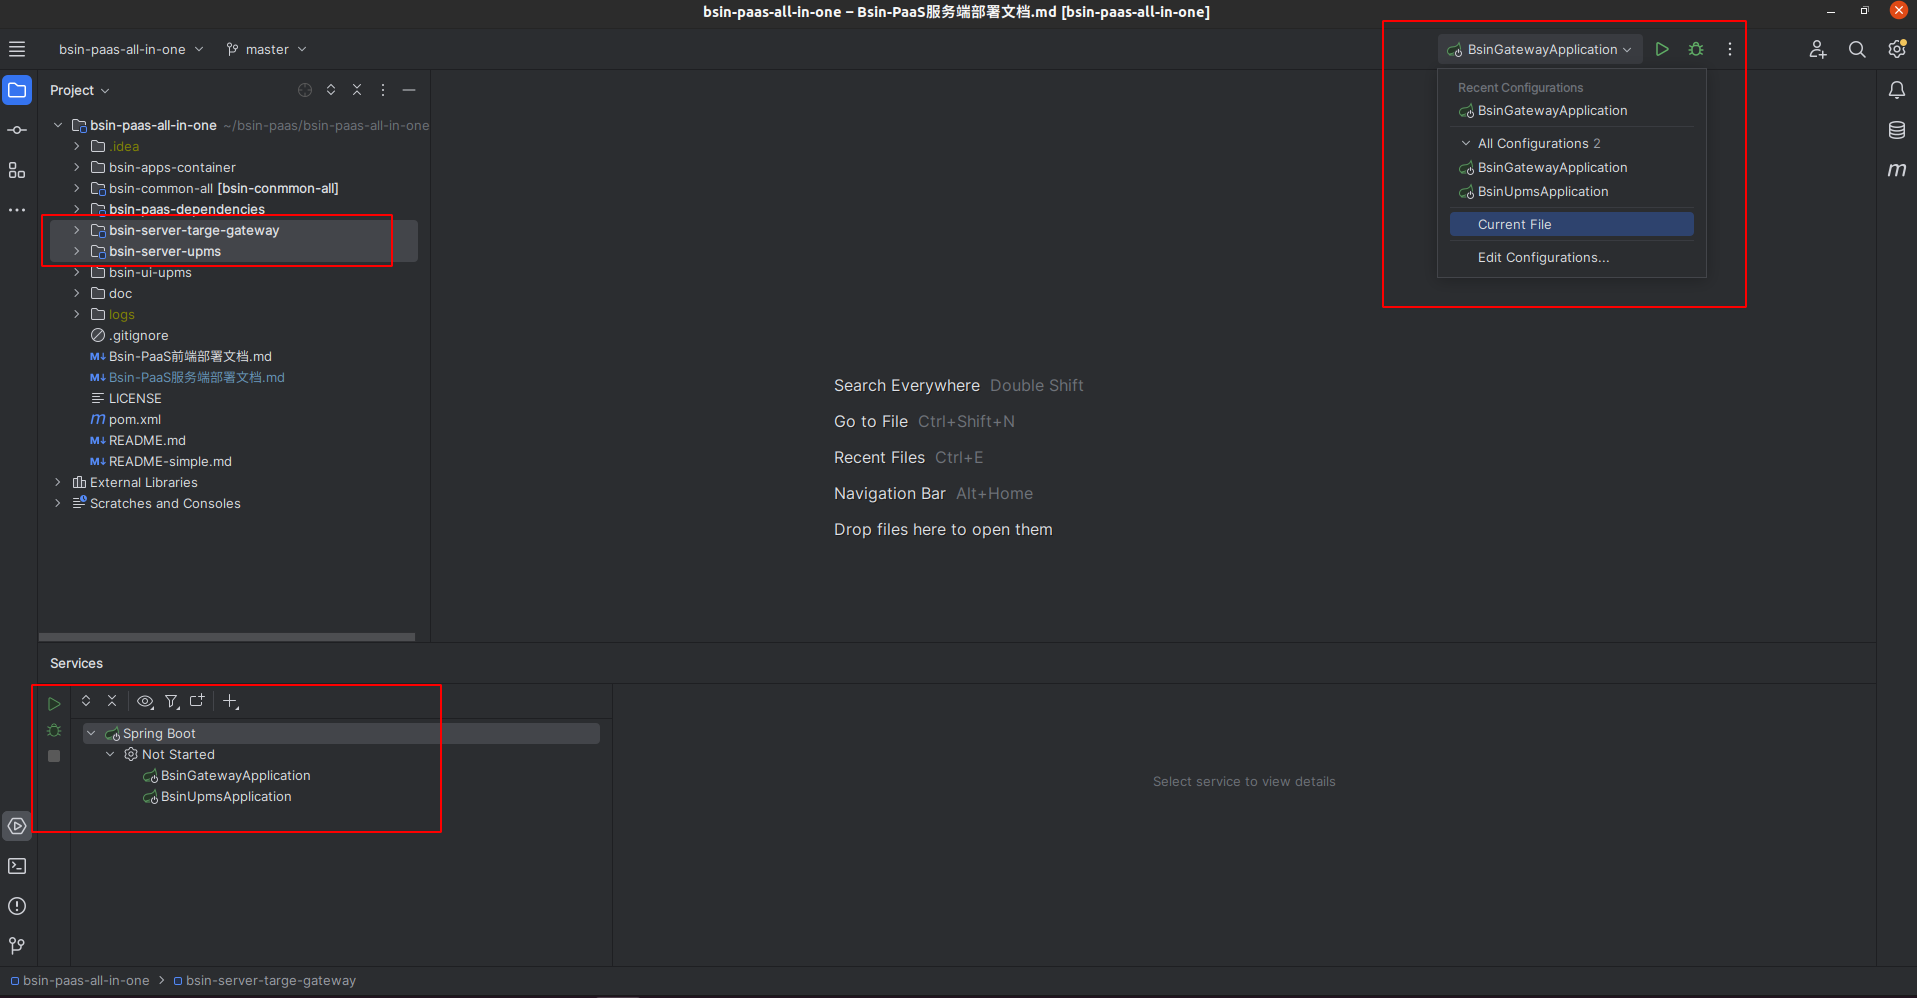 bsin-paas-all-in-one – Bsin-PaaS服务端部署文档.md [bsin-paas-all-in-one]
bsin-paas-all-in-one master
BsinGatewayApplication
Project
bsin-paas-all-in-one ~/bsin-paas/bsin-paas-all-in-one
.idea
bsin-apps-container
bsin-common-all [bsin-conmmon-all]
bsin-paas-dependencies
bsin-server-targe-gateway
bsin-server-upms
bsin-ui-upms
doc
logs
.gitignore
M↓ Bsin-PaaS前端部署文档.md
M↓ Bsin-PaaS服务端部署文档.md
LICENSE
m pom.xml
M↓ README.md
M↓ README-simple.md
External Libraries
Scratches and Consoles
Recent Configurations
BsinGatewayApplication
All Configurations 2
BsinGatewayApplication
BsinUpmsApplication
Current File
Edit Configurations...
m
Search Everywhere Double Shift
Go to File Ctrl+Shift+N
Recent Files Ctrl+E
Navigation Bar Alt+Home
Drop files here to open them
Services
Spring Boot
Not Started
BsinGatewayApplication
BsinUpmsApplication
Select service to view details
bsin-paas-all-in-one > bsin-server-targe-gateway